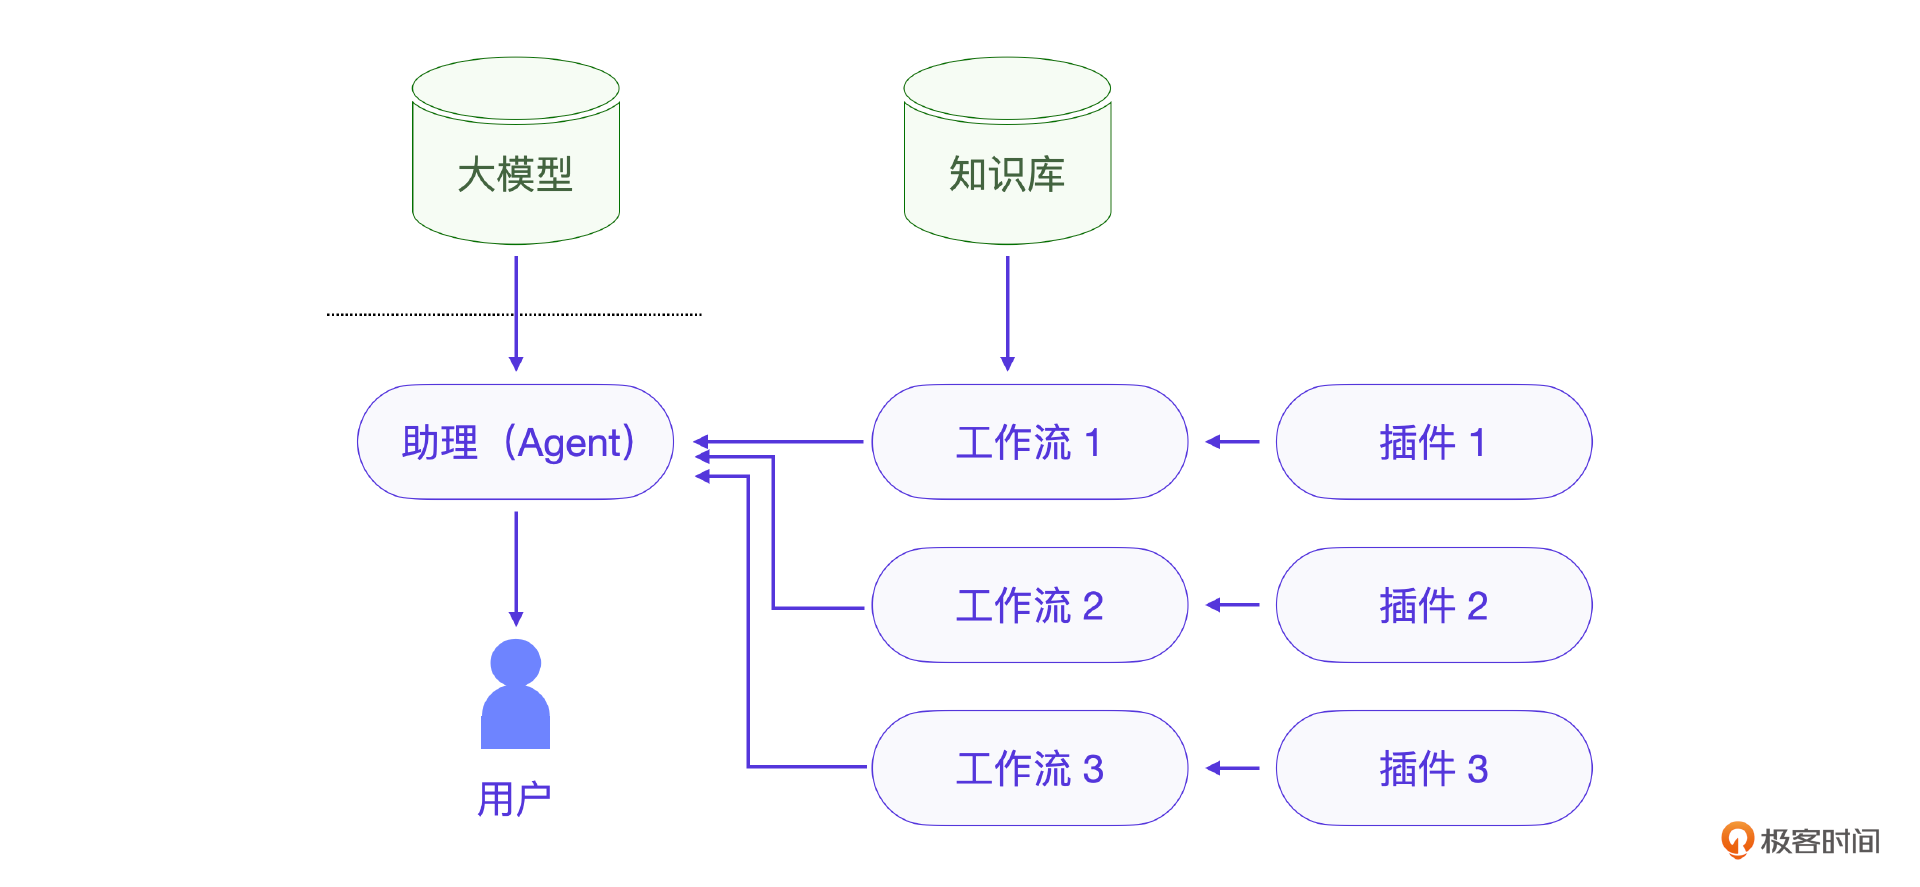 大模型
知识库
助理（Agent）
工作流 1
插件 1
工作流 2
插件 2
工作流 3
插件 3
用户
极客时间